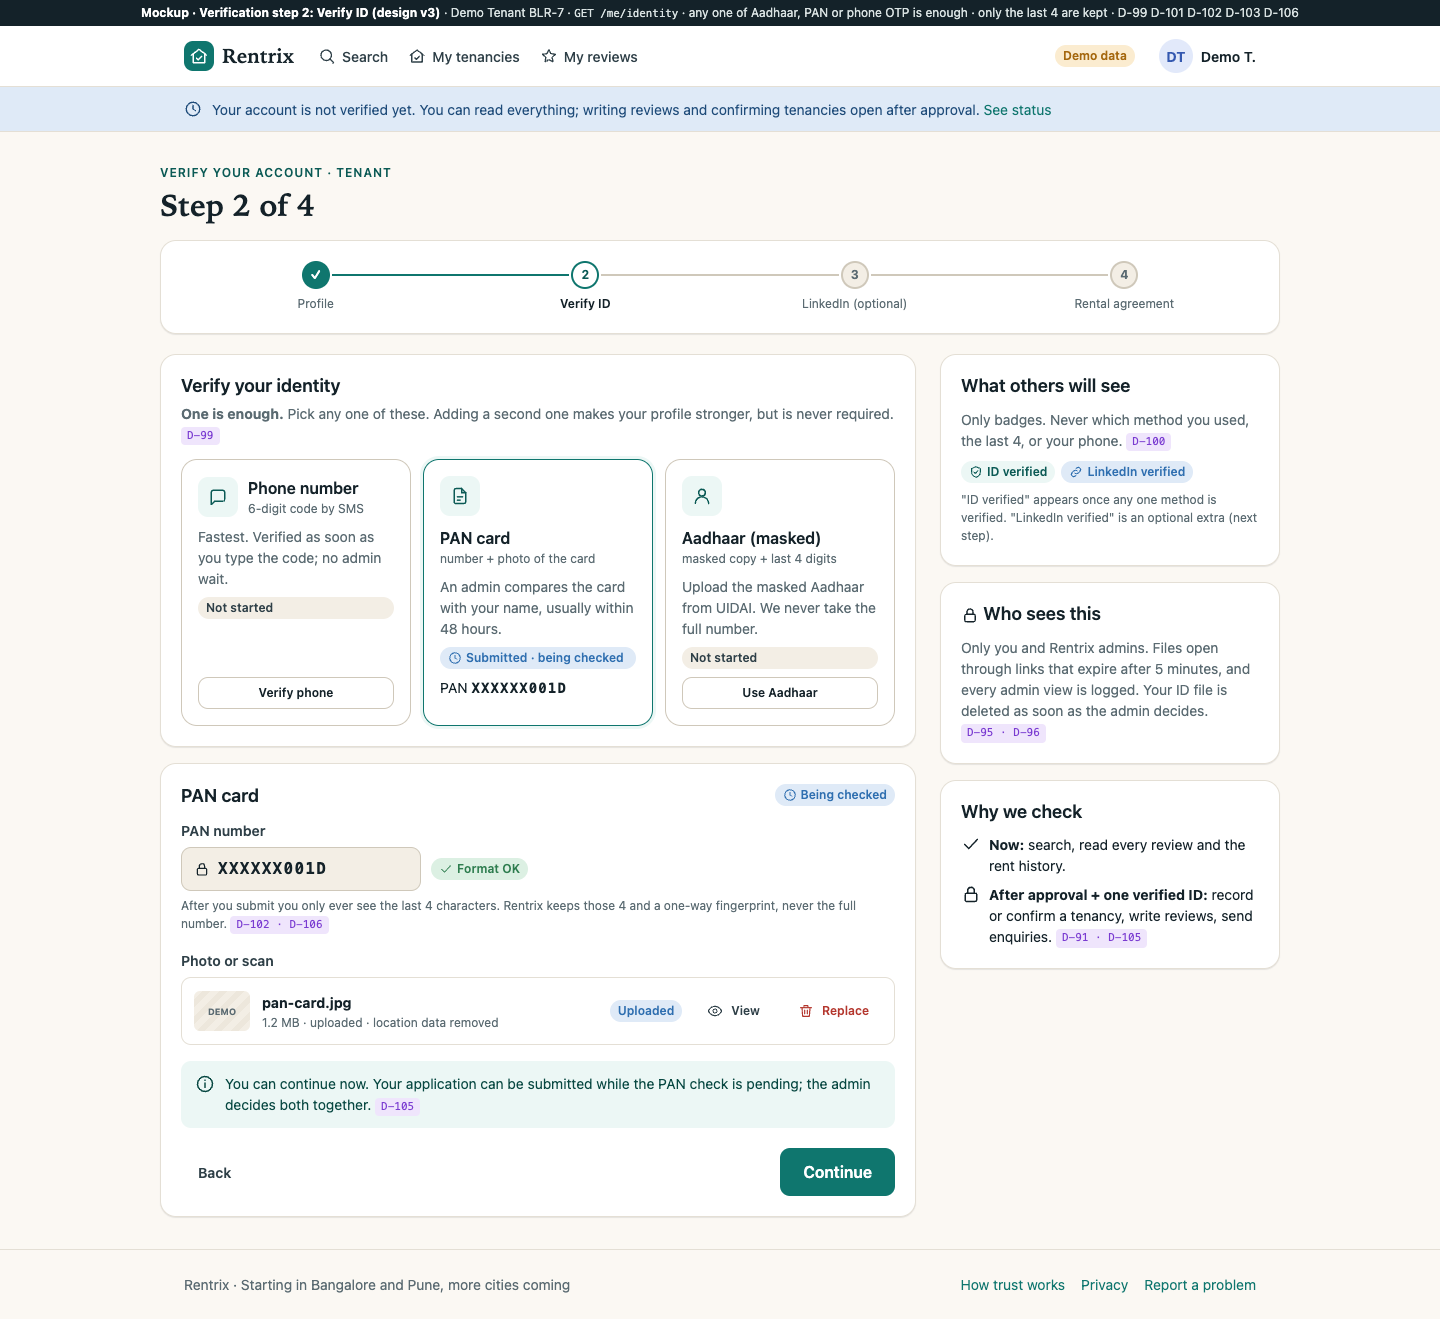 Mockup · Verification step 2: Verify ID (design v3) · Demo Tenant BLR-7 · GET /me/identity · any one of Aadhaar, PAN or phone OTP is enough · only the last 4 are kept · D-99 D-101 D-102 D-103 D-106
Rentrix
Search
My tenancies
My reviews
Demo data
DT
Demo T.
Your account is not verified yet. You can read everything; writing reviews and confirming tenancies open after approval. See status
VERIFY YOUR ACCOUNT · TENANT
Step 2 of 4
2
3
4
Profile
Verify ID
LinkedIn (optional)
Rental agreement
Verify your identity
One is enough. Pick any one of these. Adding a second one makes your profile stronger, but is never required.
D-99
Phone number
6-digit code by SMS
Fastest. Verified as soon as
you type the code; no admin
wait.
Not started
Verify phone
PAN card
number + photo of the card
An admin compares the card
with your name, usually within
48 hours.
Submitted · being checked
PAN XXXXXX001D
Aadhaar (masked)
masked copy + last 4 digits
Upload the masked Aadhaar
from UIDAI. We never take the
full number.
Not started
Use Aadhaar
PAN card
Being checked
PAN number
XXXXXX001D
Format OK
After you submit you only ever see the last 4 characters. Rentrix keeps those 4 and a one-way fingerprint, never the full
number. D-102 · D-106
Photo or scan
DEMO
pan-card.jpg
1.2 MB · uploaded · location data removed
Uploaded
View
Replace
You can continue now. Your application can be submitted while the PAN check is pending; the admin
decides both together. D-105
Back
Continue
What others will see
Only badges. Never which method you used,
the last 4, or your phone. D-100
ID verified
LinkedIn verified
"ID verified" appears once any one method is
verified. "LinkedIn verified" is an optional extra (next
step).
Who sees this
Only you and Rentrix admins. Files open
through links that expire after 5 minutes, and
every admin view is logged. Your ID file is
deleted as soon as the admin decides.
D-95 · D-96
Why we check
Now: search, read every review and the
rent history.
After approval + one verified ID: record
or confirm a tenancy, write reviews, send
enquiries. D-91 · D-105
Rentrix · Starting in Bangalore and Pune, more cities coming
How trust works
Privacy
Report a problem